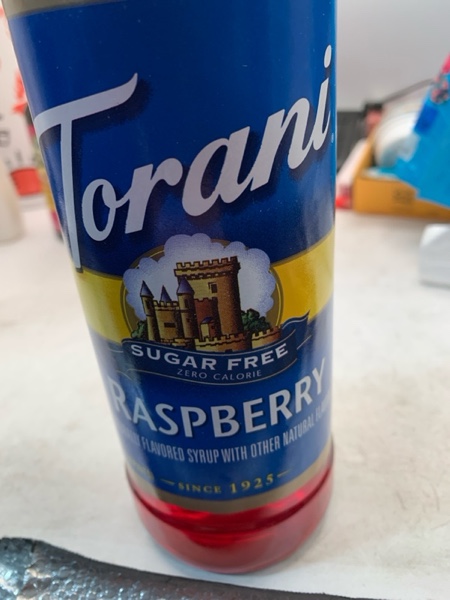 Torani
SUGAR FREE
ZERO CALORIE
RASPBERRY
FLAVORED SYRUP WITH OTHER NATURAL
SINCE 1925